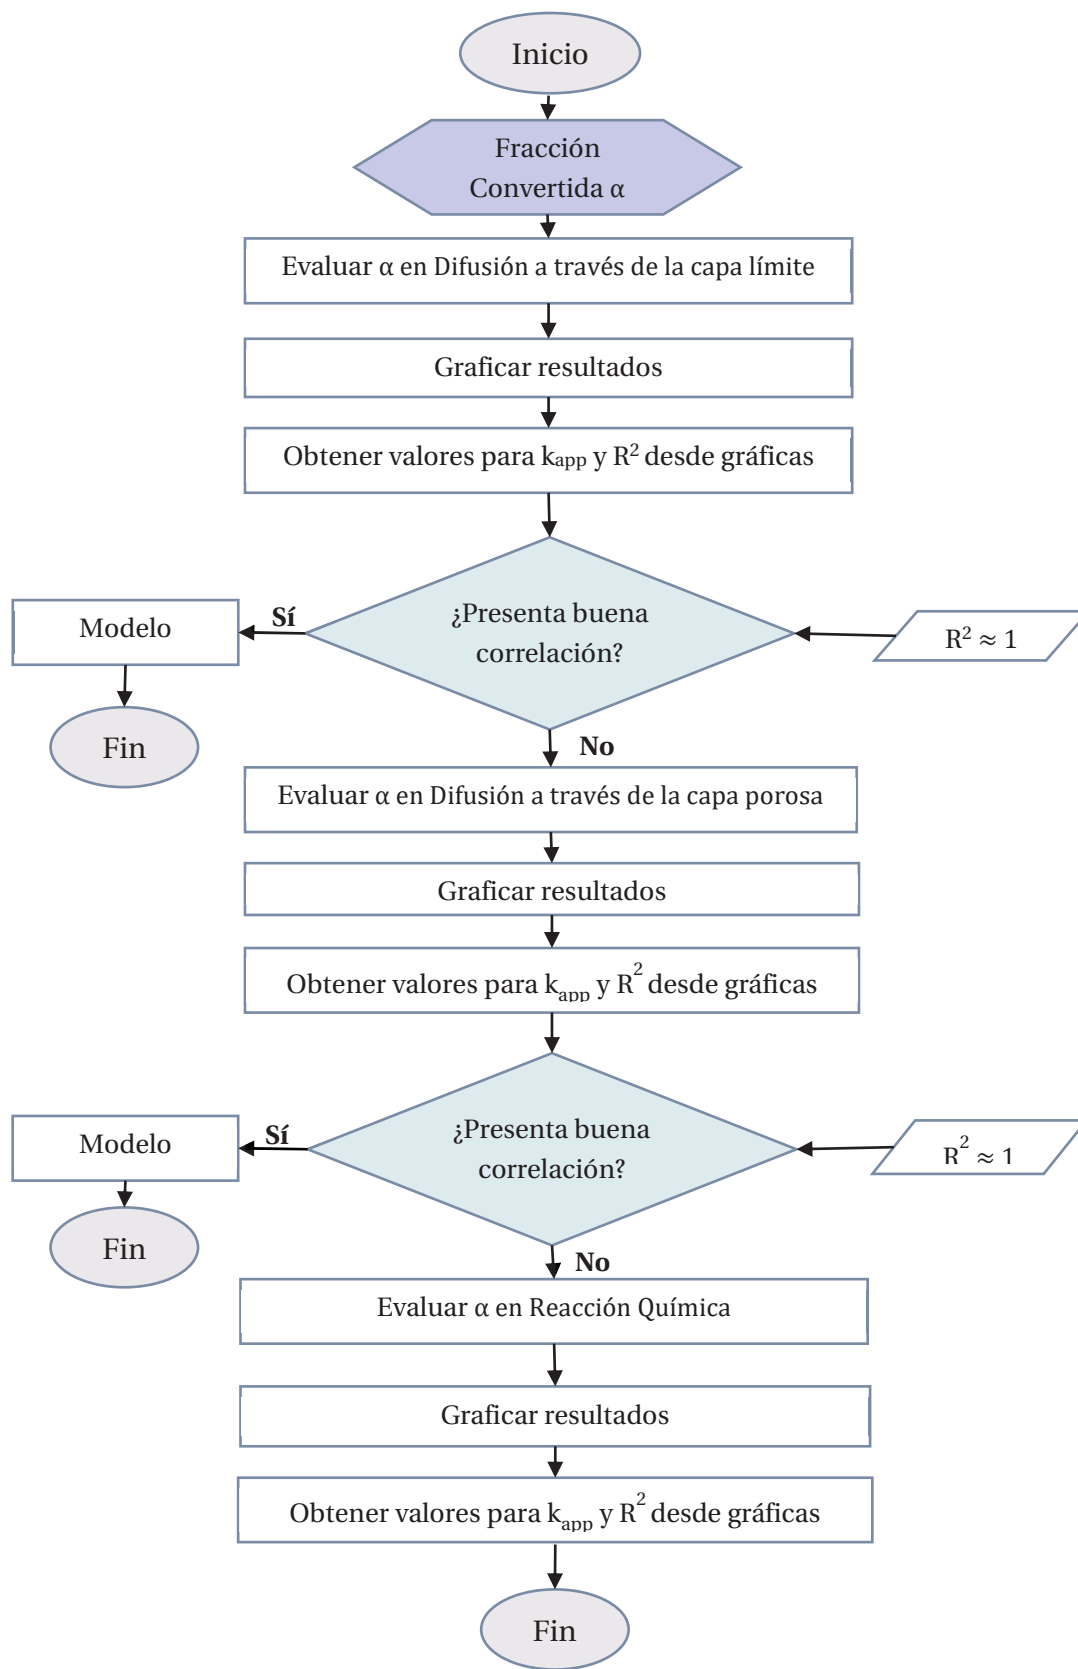 Inicio
Fracción
Convertida α
Evaluar α en Difusión a través de la capa límite
Graficar resultados
Obtener valores para kapp y R² desde gráficas
¿Presenta buena
correlación?
Sí
Modelo
R² ≈ 1
Fin
No
Evaluar α en Difusión a través de la capa porosa
Graficar resultados
Obtener valores para kapp y R² desde gráficas
¿Presenta buena
correlación?
Sí
Modelo
R² ≈ 1
Fin
No
Evaluar α en Reacción Química
Graficar resultados
Obtener valores para kapp y R² desde gráficas
Fin